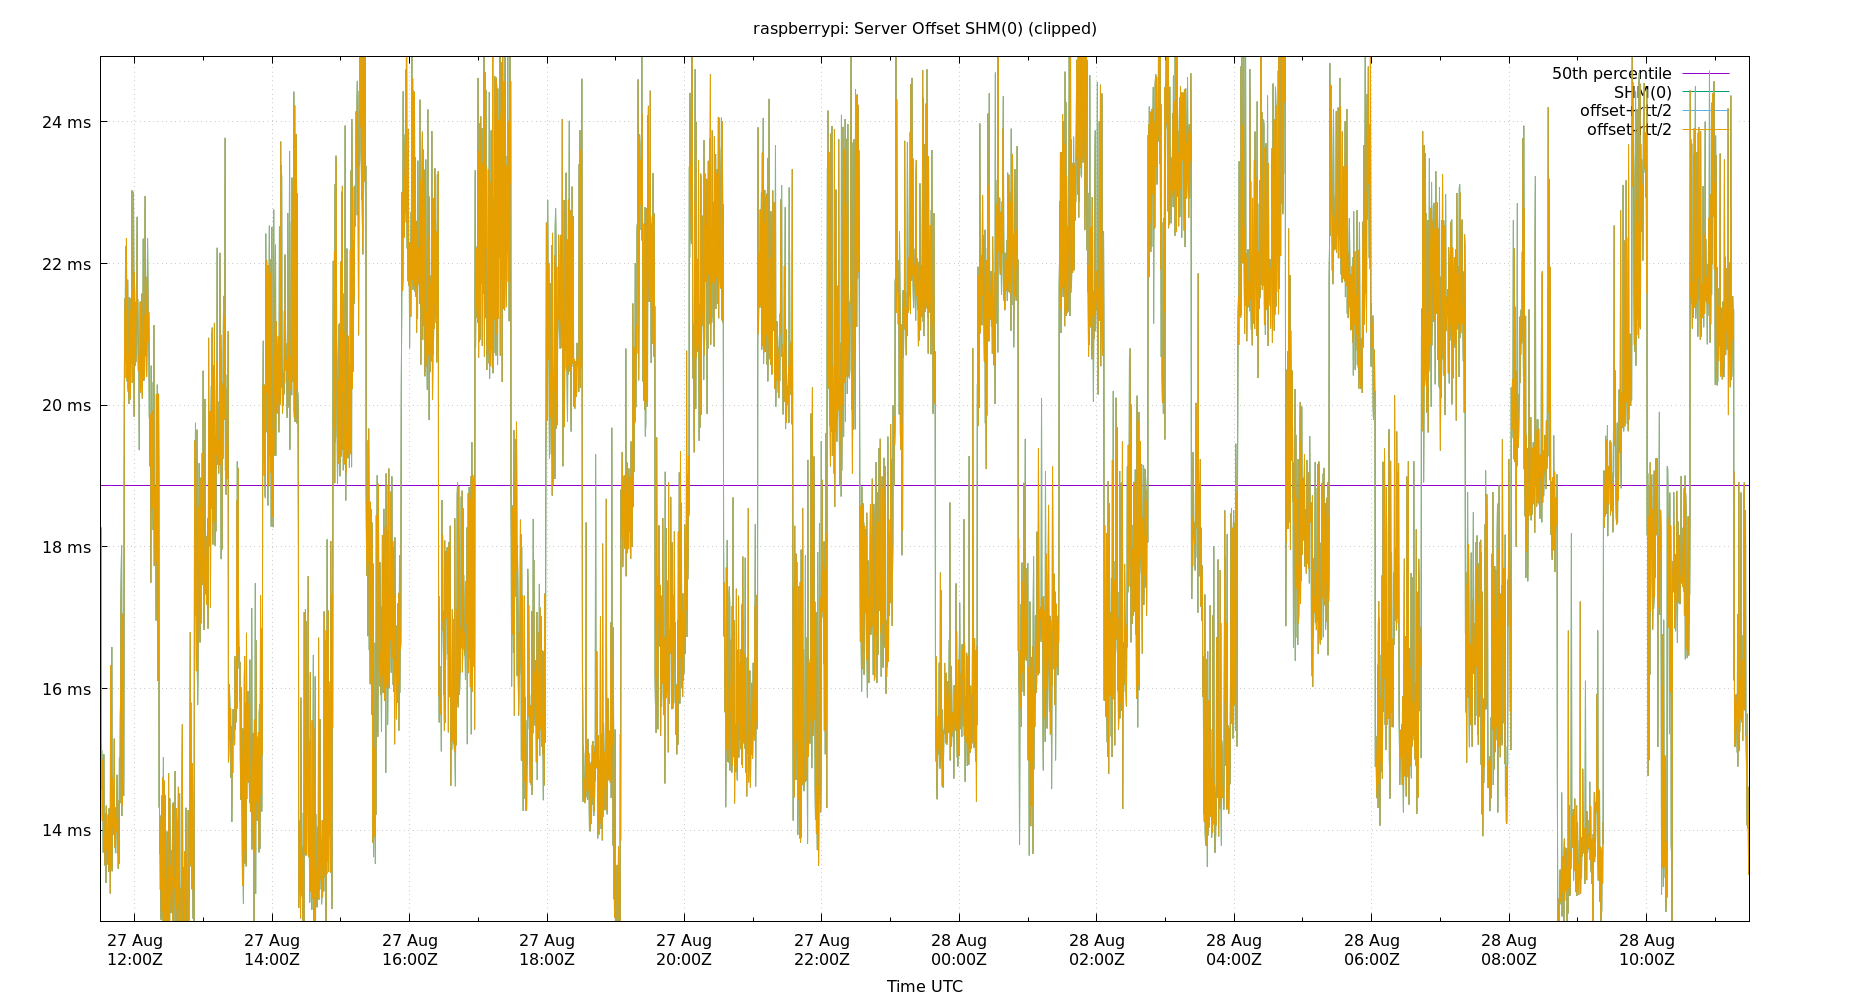 raspberrypi: Server Offset SHM(0) (clipped)
50th percentile
SHM(0)
offset+rtt/2
offset-rtt/2
24 ms
22 ms
20 ms
18 ms
16 ms
14 ms
27 Aug 27 Aug 27 Aug 27 Aug 27 Aug 27 Aug 28 Aug 28 Aug 28 Aug 28 Aug 28 Aug 28 Aug
12:00Z 14:00Z 16:00Z 18:00Z 20:00Z 22:00Z 00:00Z 02:00Z 04:00Z 06:00Z 08:00Z 10:00Z
Time UTC